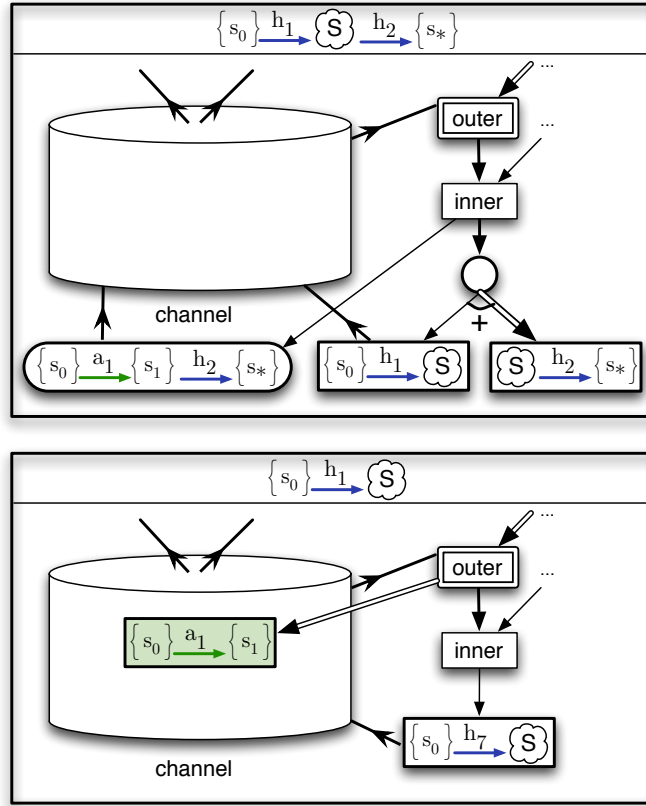 {s₀} h₁ S h₂ {s*}
...
outer
...
inner
channel
+
{s₀} a₁ {s₁} h₂ {s*}
{s₀} h₁ S
S h₂ {s*}
{s₀} h₁ S
...
outer
...
{s₀} a₁ {s₁}
inner
{s₀} h₇ S
channel